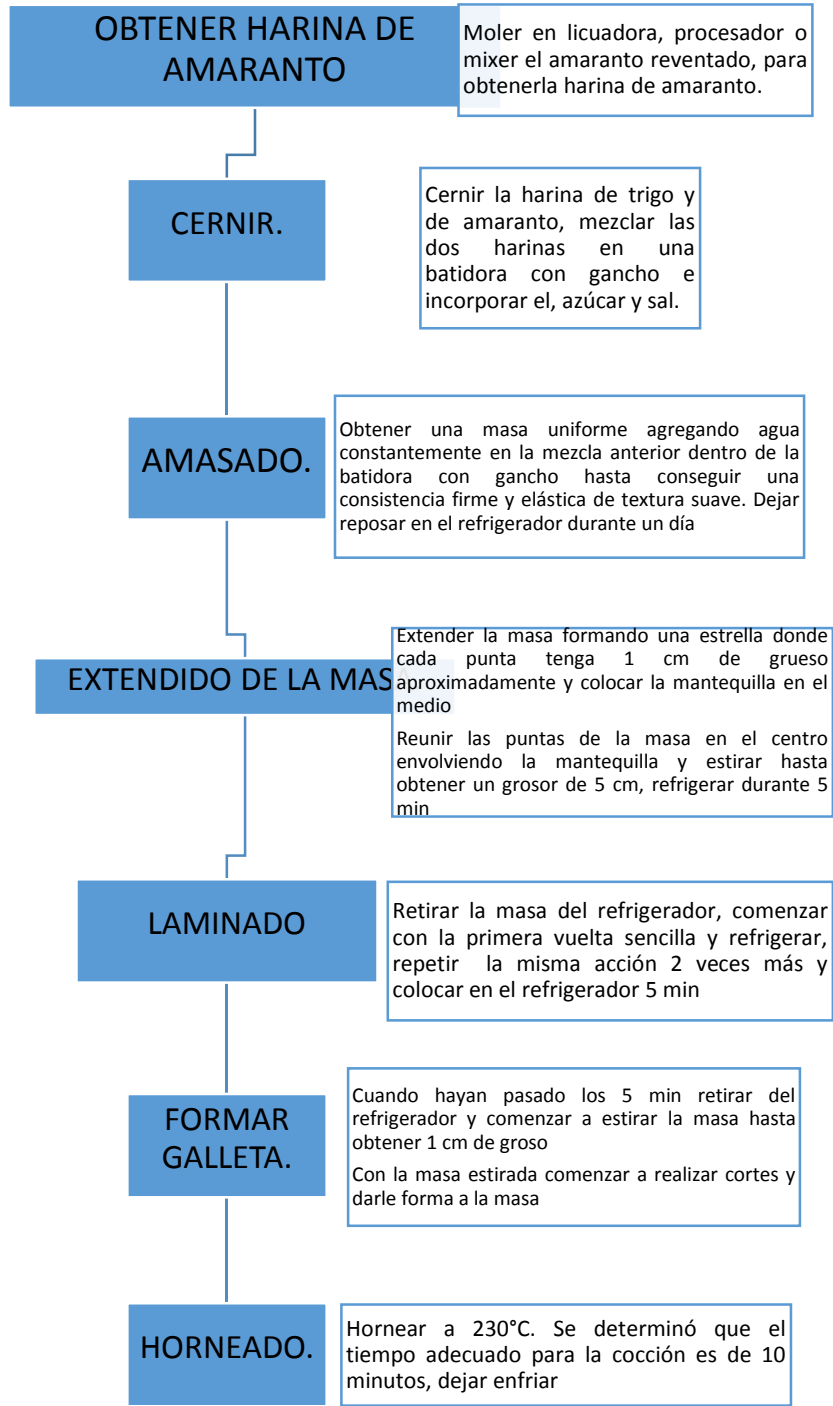 OBTENER HARINA DE
AMARANTO
Moler en licuadora, procesador o
mixer el amaranto reventado, para
obtenerla harina de amaranto.
CERNIR.
Cernir la harina de trigo y
de amaranto, mezclar las
dos harinas en una
batidora con gancho e
incorporar el, azúcar y sal.
AMASADO.
Obtener una masa uniforme agregando agua
constantemente en la mezcla anterior dentro de la
batidora con gancho hasta conseguir una
consistencia firme y elástica de textura suave. Dejar
reposar en el refrigerador durante un día
EXTENDIDO DE LA MASA
Extender la masa formando una estrella donde
cada punta tenga 1 cm de grueso
aproximadamente y colocar la mantequilla en el
medio
Reunir las puntas de la masa en el centro
envolviendo la mantequilla y estirar hasta
obtener un grosor de 5 cm, refrigerar durante 5
min
LAMINADO
Retirar la masa del refrigerador, comenzar
con la primera vuelta sencilla y refrigerar,
repetir la misma acción 2 veces más y
colocar en el refrigerador 5 min
FORMAR
GALLETA.
Cuando hayan pasado los 5 min retirar del
refrigerador y comenzar a estirar la masa hasta
obtener 1 cm de groso
Con la masa estirada comenzar a realizar cortes y
darle forma a la masa
HORNEADO.
Hornear a 230°C. Se determinó que el
tiempo adecuado para la cocción es de 10
minutos, dejar enfriar